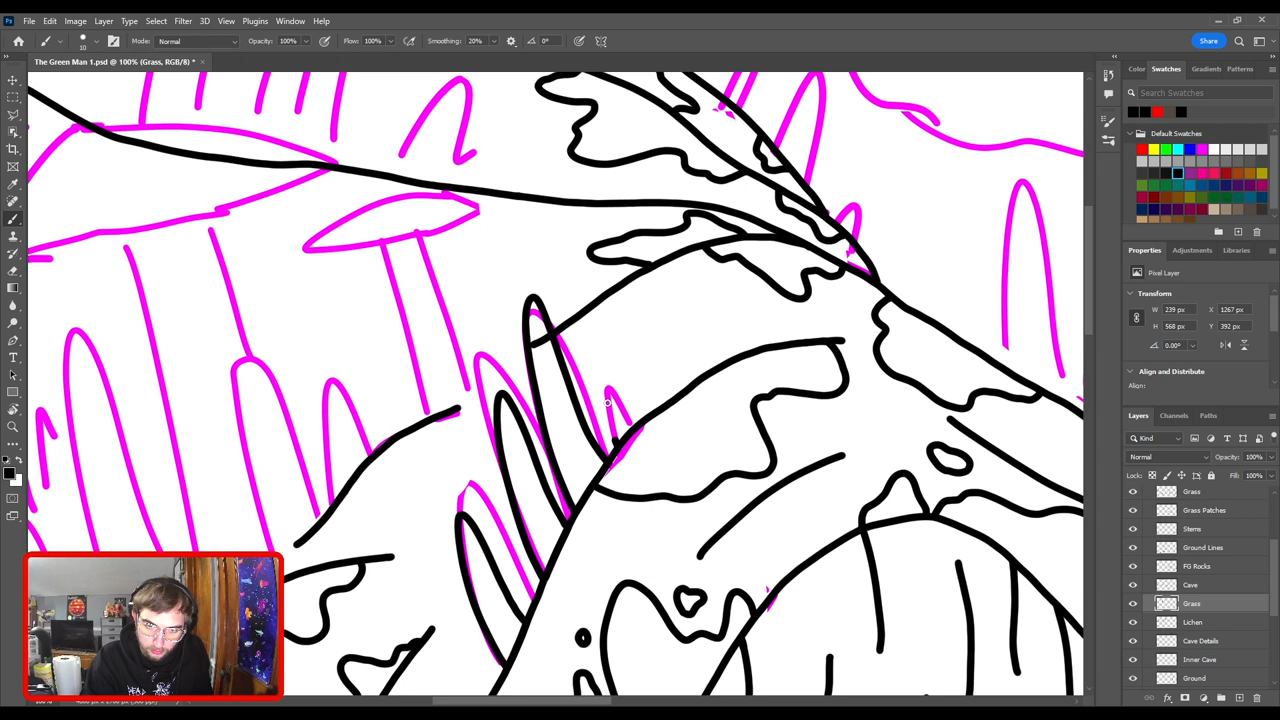 Ps File Edit Image Layer Type Select Filter 3D View Plugins Window Help
10 Mode: Normal Opacity: 100% Flow: 100% Smoothing: 20% 0° Share
The Green Man 1.psd @ 100% (Grass, RGB/8) *
Color Swatches Gradients Patterns
Search Swatches
Default Swatches
Properties Adjustments Libraries
Pixel Layer
Transform
W 239 px X 1267 px
H 568 px Y 392 px
0.00°
Align and Distribute
Align:
Layers Channels Paths
Kind
Normal Opacity: 100%
Lock: Fill: 100%
Grass
Grass Patches
Stems
Ground Lines
FG Rocks
Cave
Grass
Lichen
Cave Details
Inner Cave
Ground